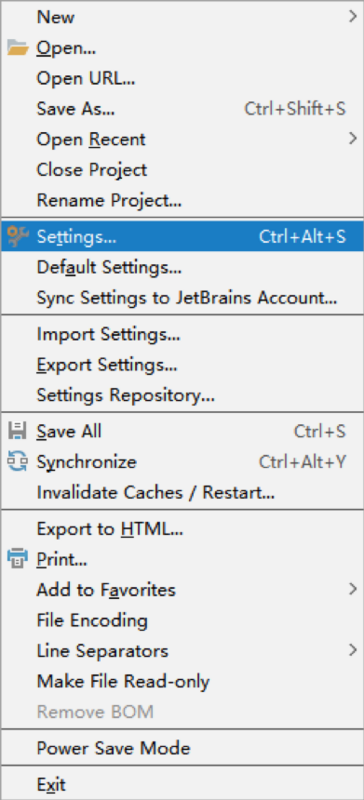 New
Open...
Open URL...
Save As... Ctrl+Shift+S
Open Recent
Close Project
Rename Project...
Settings... Ctrl+Alt+S
Default Settings...
Sync Settings to JetBrains Account...
Import Settings...
Export Settings...
Settings Repository...
Save All Ctrl+S
Synchronize Ctrl+Alt+Y
Invalidate Caches / Restart...
Export to HTML...
Print...
Add to Favorites
File Encoding
Line Separators
Make File Read-only
Remove BOM
Power Save Mode
Exit